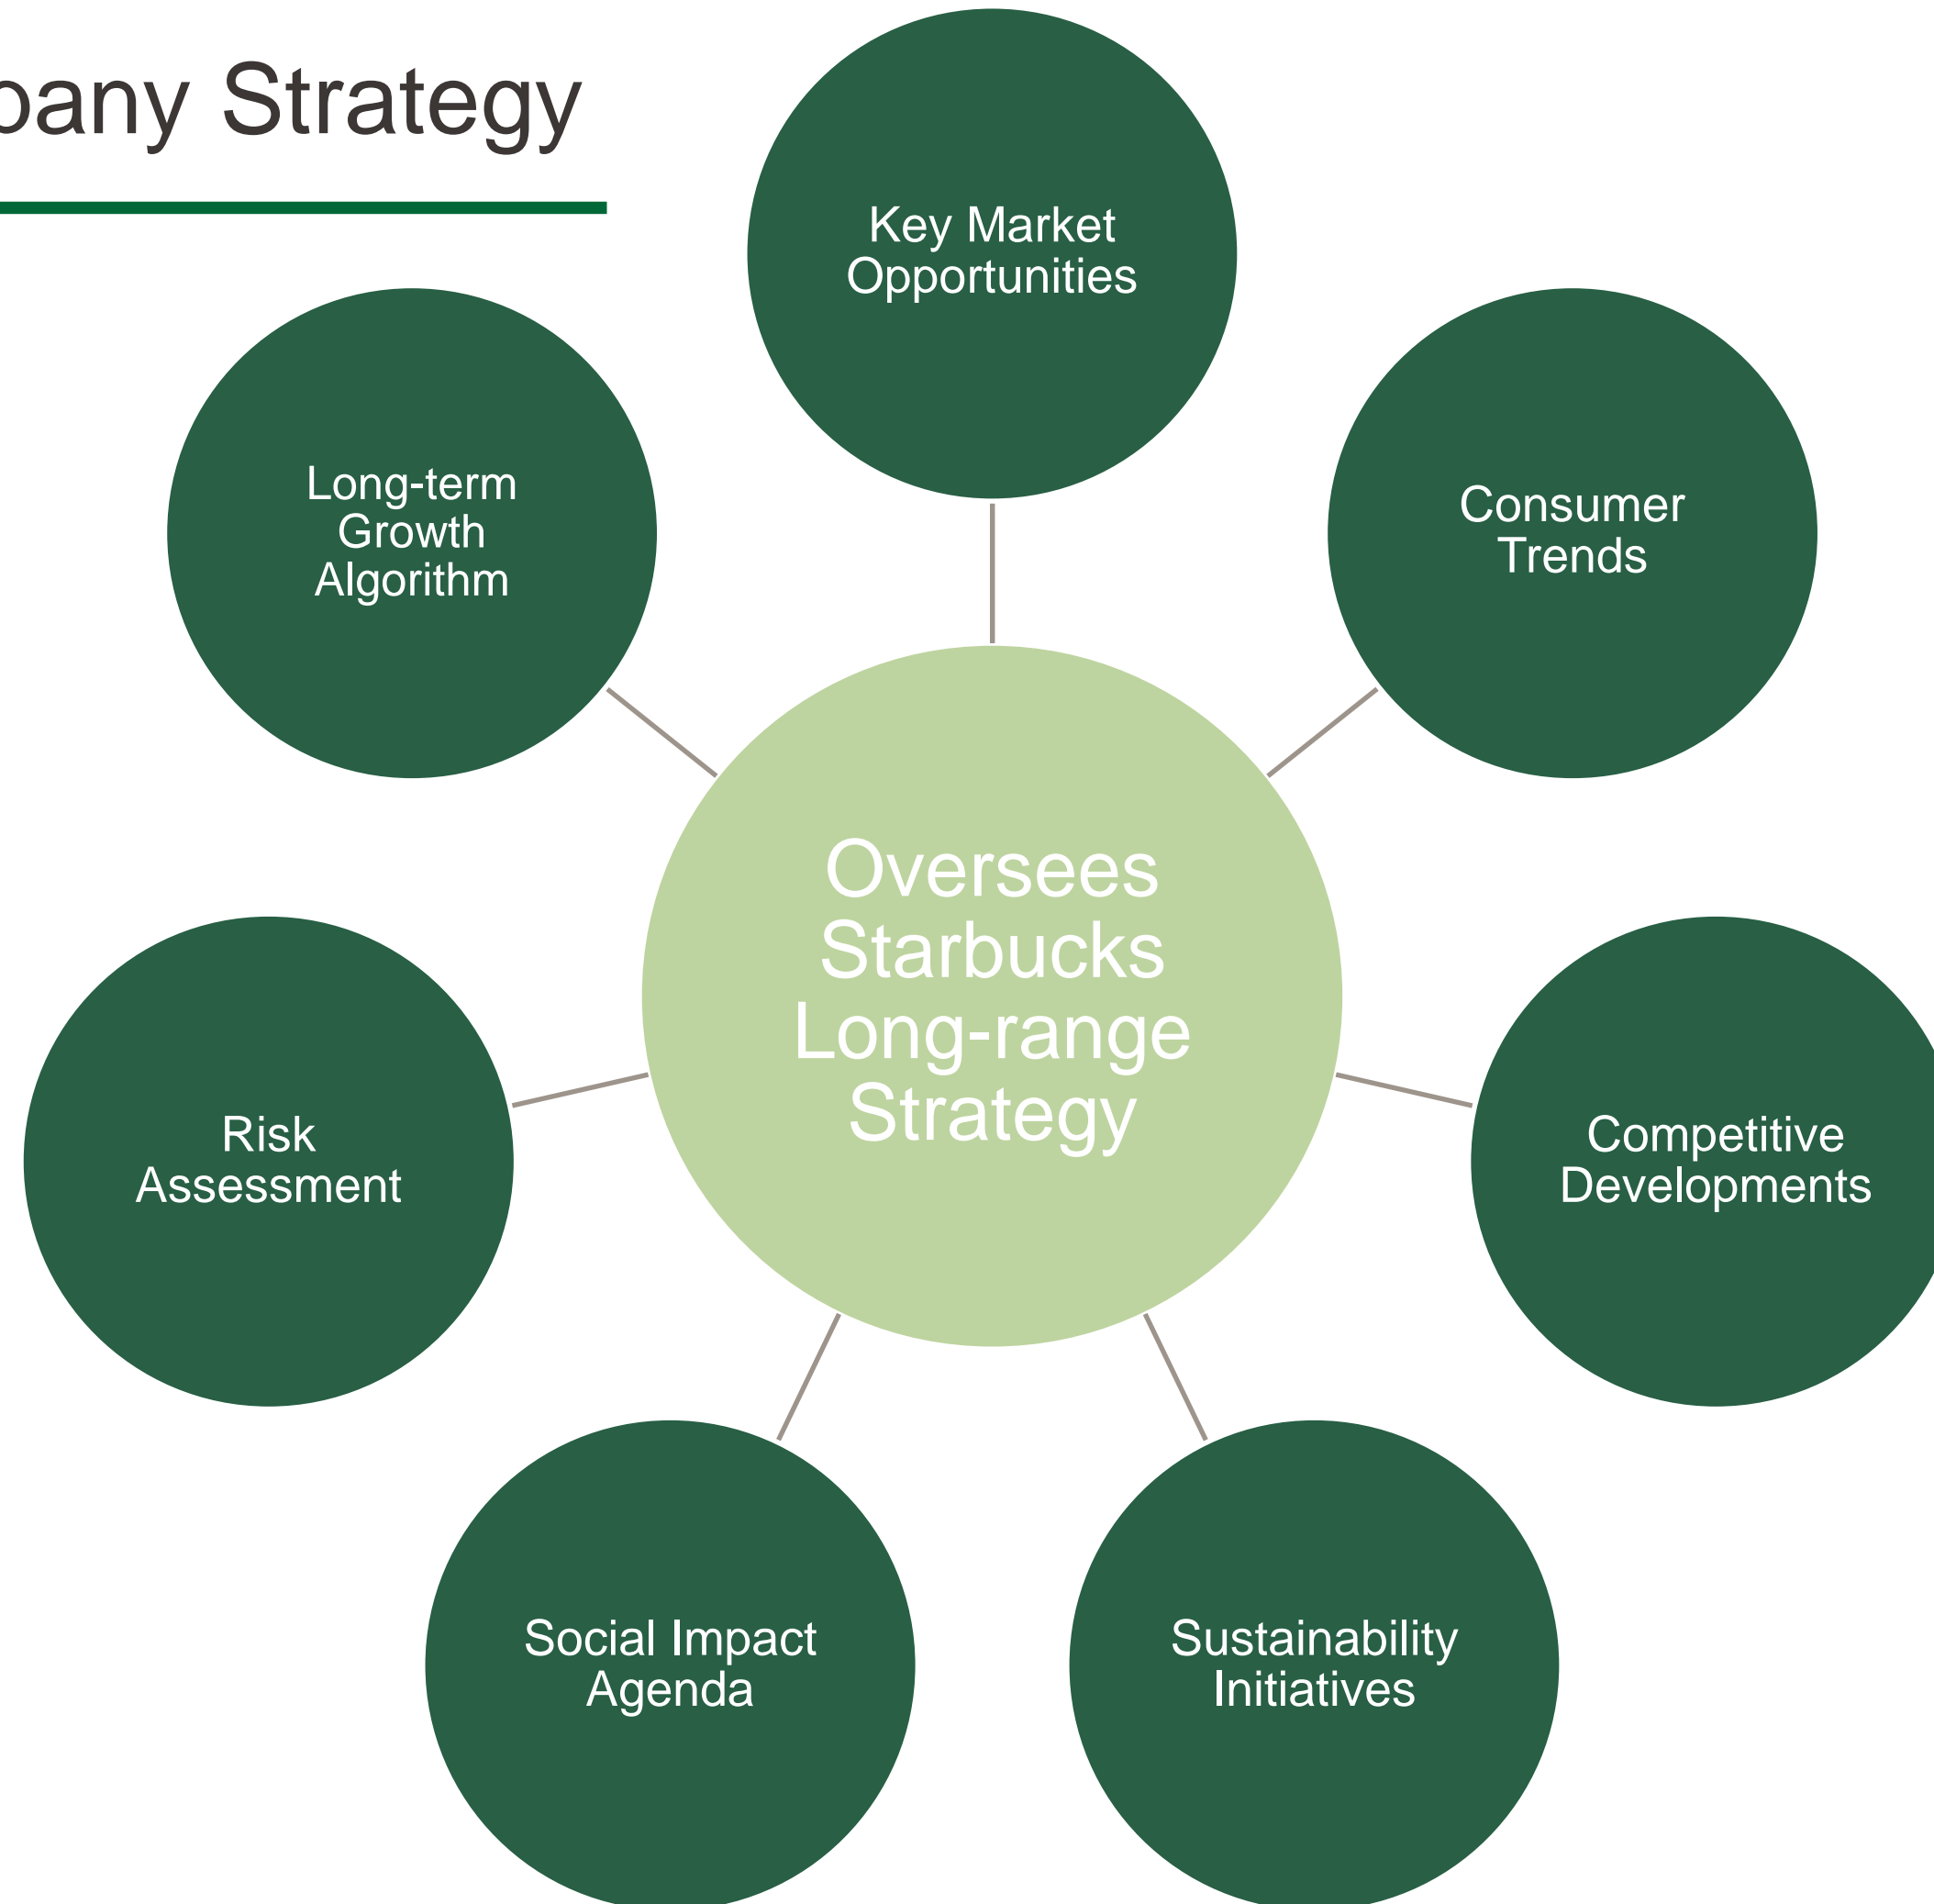 pany Strategy
Key Market
Opportunities
Long-term
Growth
Algorithm
Consumer
Trends
Oversees
Starbucks
Long-range
Strategy
Risk
Assessment
Competitive
Developments
Social Impact
Agenda
Sustainability
Initiatives